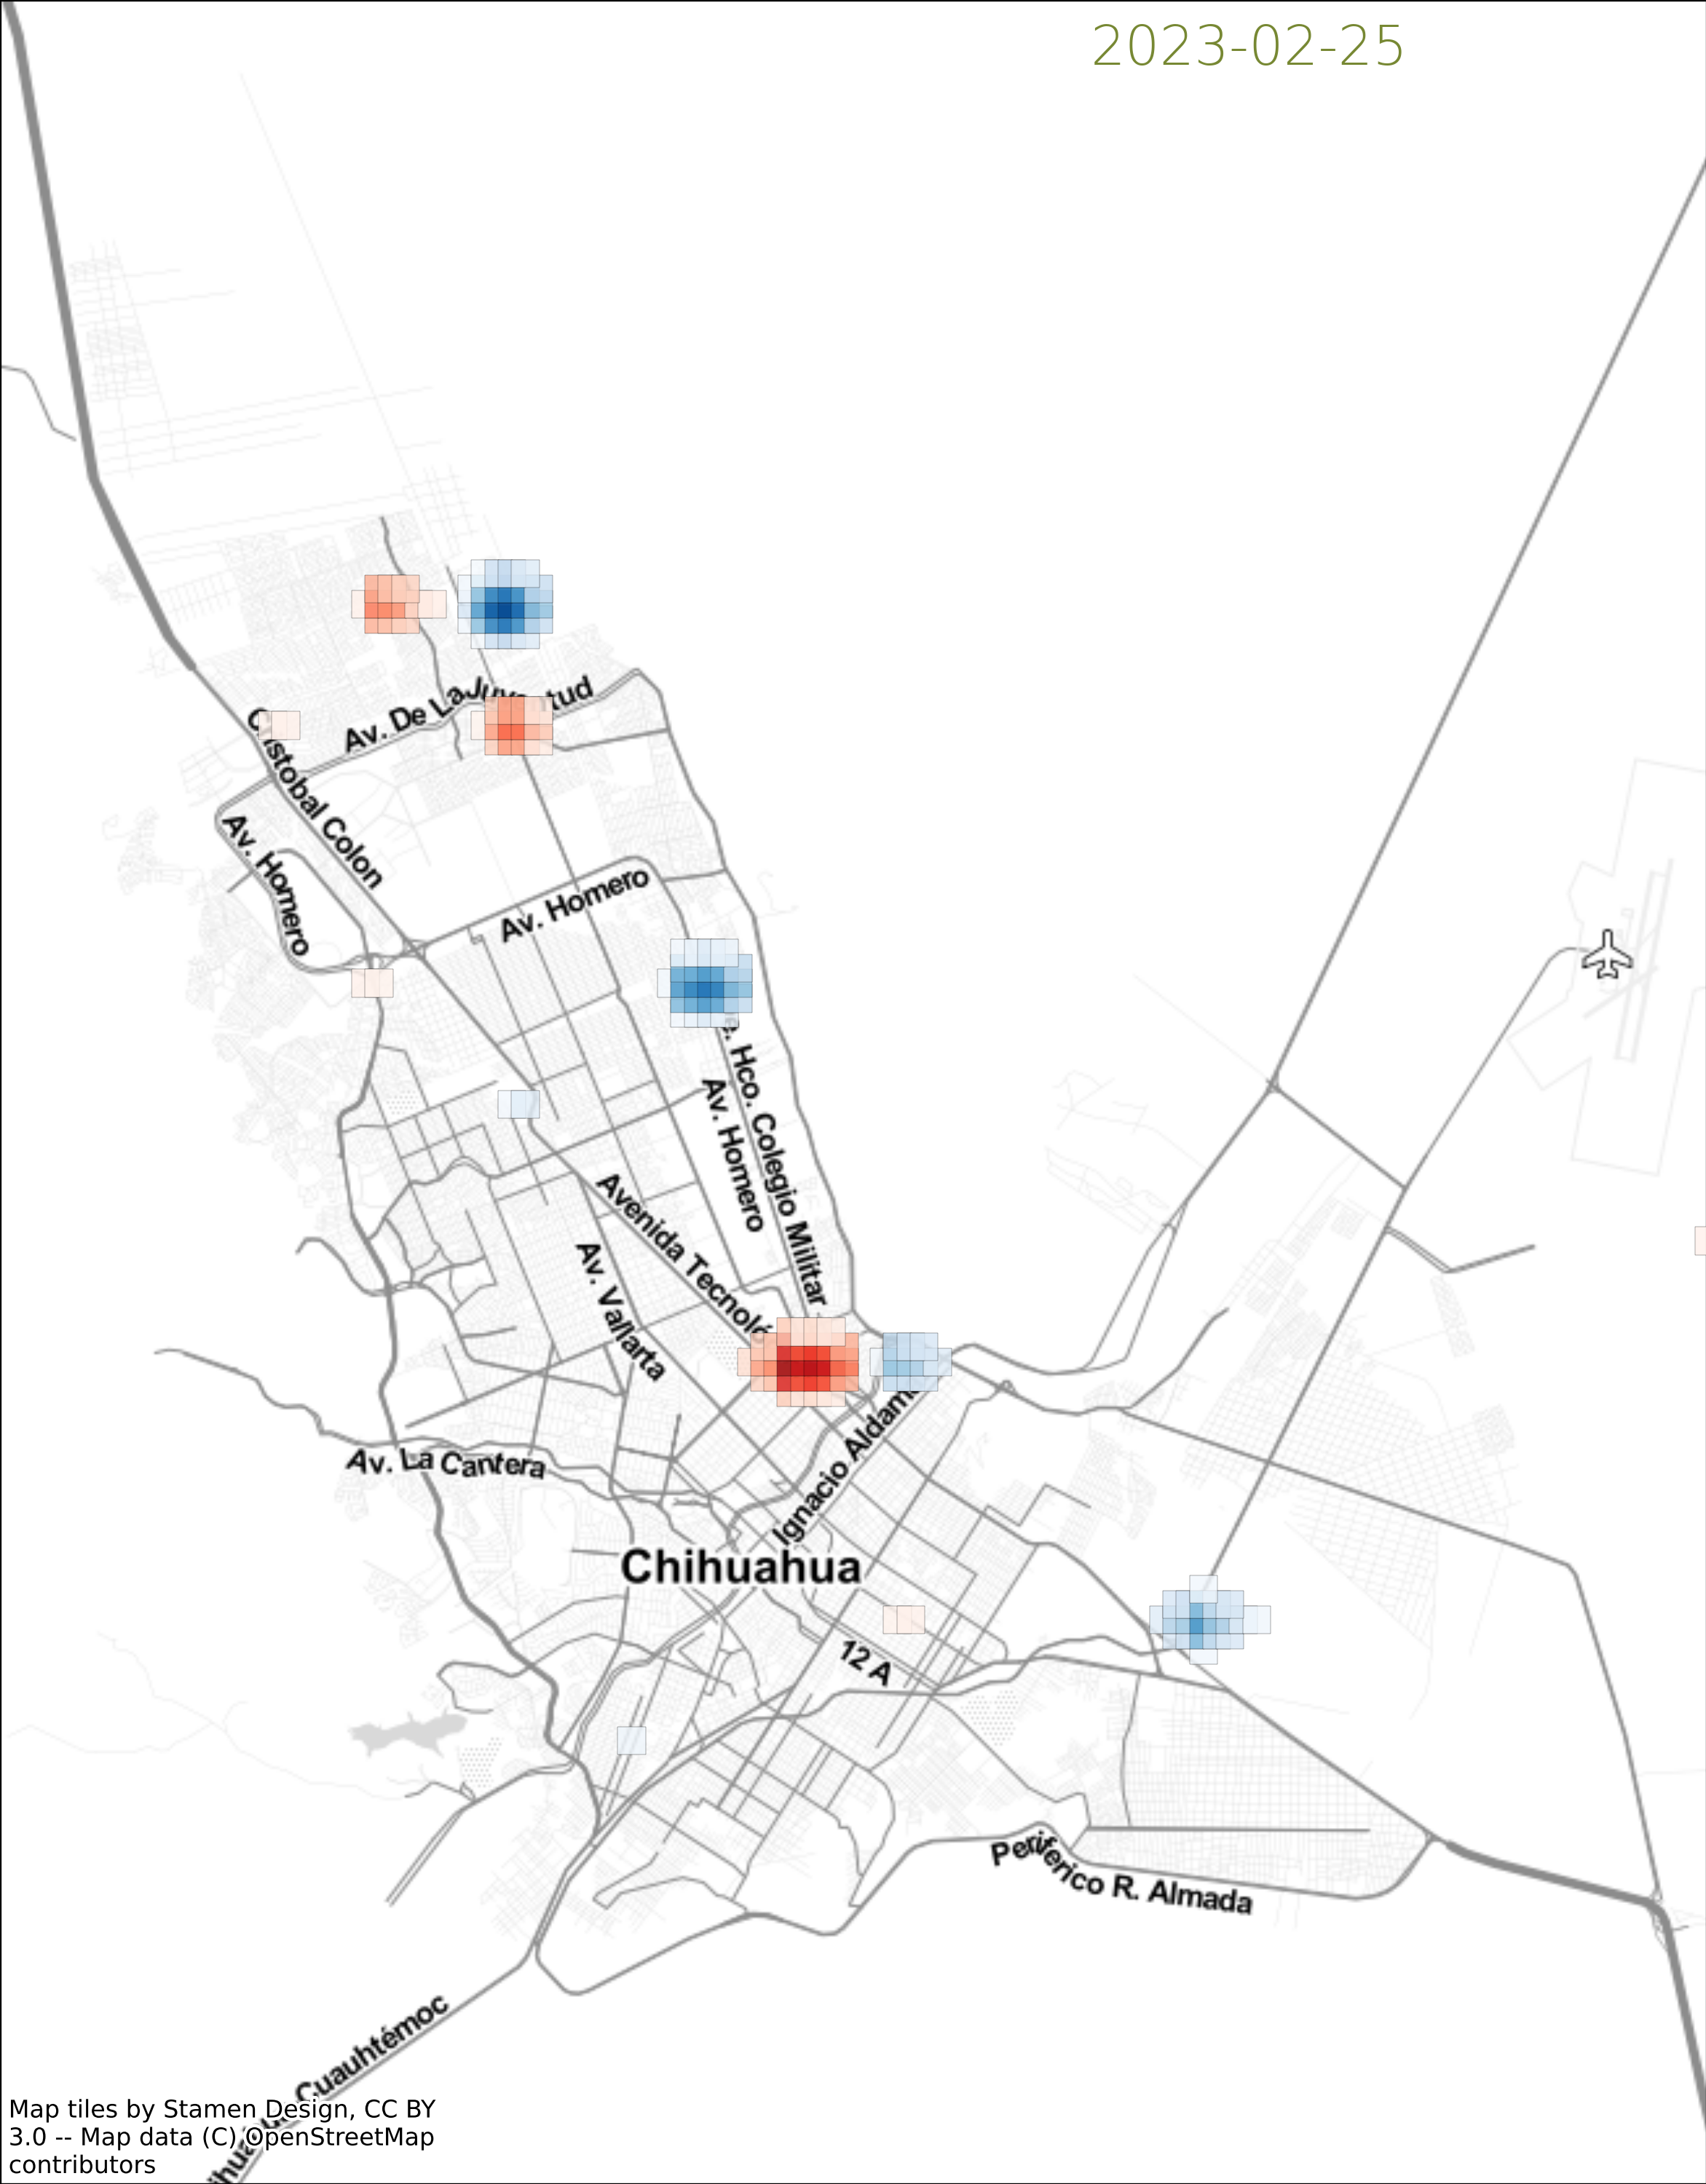 2023-02-25
Av. De La Juv tud
Cristobal Colon
Av. Homero
Av. Homero
e. Hco. Colegio Militar
Av. Homero
Avenida Tecnoló
Av. Vallarta
Ignacio Aldama
Av. La Cantera
Chihuahua
12 A
Periferico R. Almada
Cuauhtémoc
Map tiles by Stamen Design, CC BY
3.0 -- Map data (C) OpenStreetMap
contributors